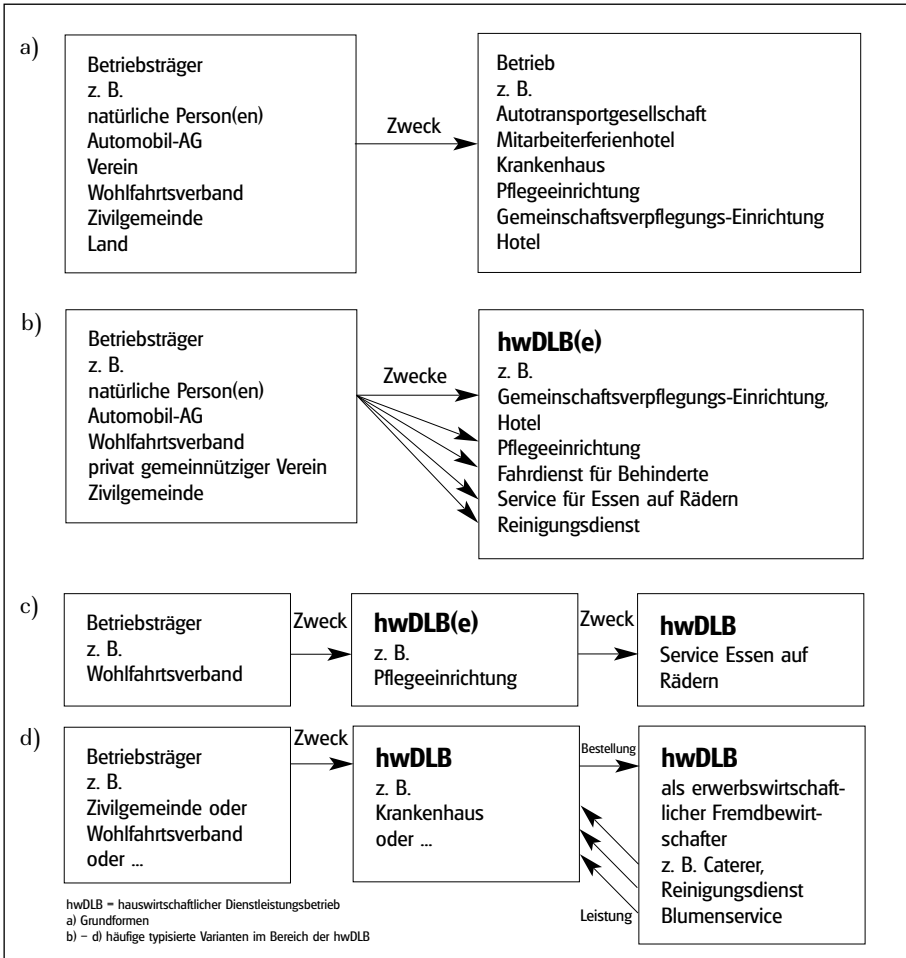 a)
Betriebsträger
z. B.
natürliche Person(en)
Automobil-AG
Verein
Wohlfahrtsverband
Zivilgemeinde
Land
Zweck
Betrieb
z. B.
Autotransportgesellschaft
Mitarbeiterferienhotel
Krankenhaus
Pflegeeinrichtung
Gemeinschaftsverpflegungs-Einrichtung
Hotel
b)
Betriebsträger
z. B.
natürliche Person(en)
Automobil-AG
Wohlfahrtsverband
privat gemeinnütziger Verein
Zivilgemeinde
Zwecke
hwDLB(e)
z. B.
Gemeinschaftsverpflegungs-Einrichtung,
Hotel
Pflegeeinrichtung
Fahrdienst für Behinderte
Service für Essen auf Rädern
Reinigungsdienst
c)
Betriebsträger
z. B.
Wohlfahrtsverband
Zweck
hwDLB(e)
z. B.
Pflegeeinrichtung
Zweck
hwDLB
Service Essen auf
Rädern
d)
Betriebsträger
z. B.
Zivilgemeinde oder
Wohlfahrtsverband
oder ...
Zweck
hwDLB
z. B.
Krankenhaus
oder ...
Bestellung
Leistung
hwDLB
als erwerbswirtschaft-
licher Fremdbewirt-
schafter
z. B. Caterer,
Reinigungsdienst
Blumenservice
hwDLB = hauswirtschaftlicher Dienstleistungsbetrieb
a) Grundformen
b) – d) häufige typisierte Varianten im Bereich der hwDLB